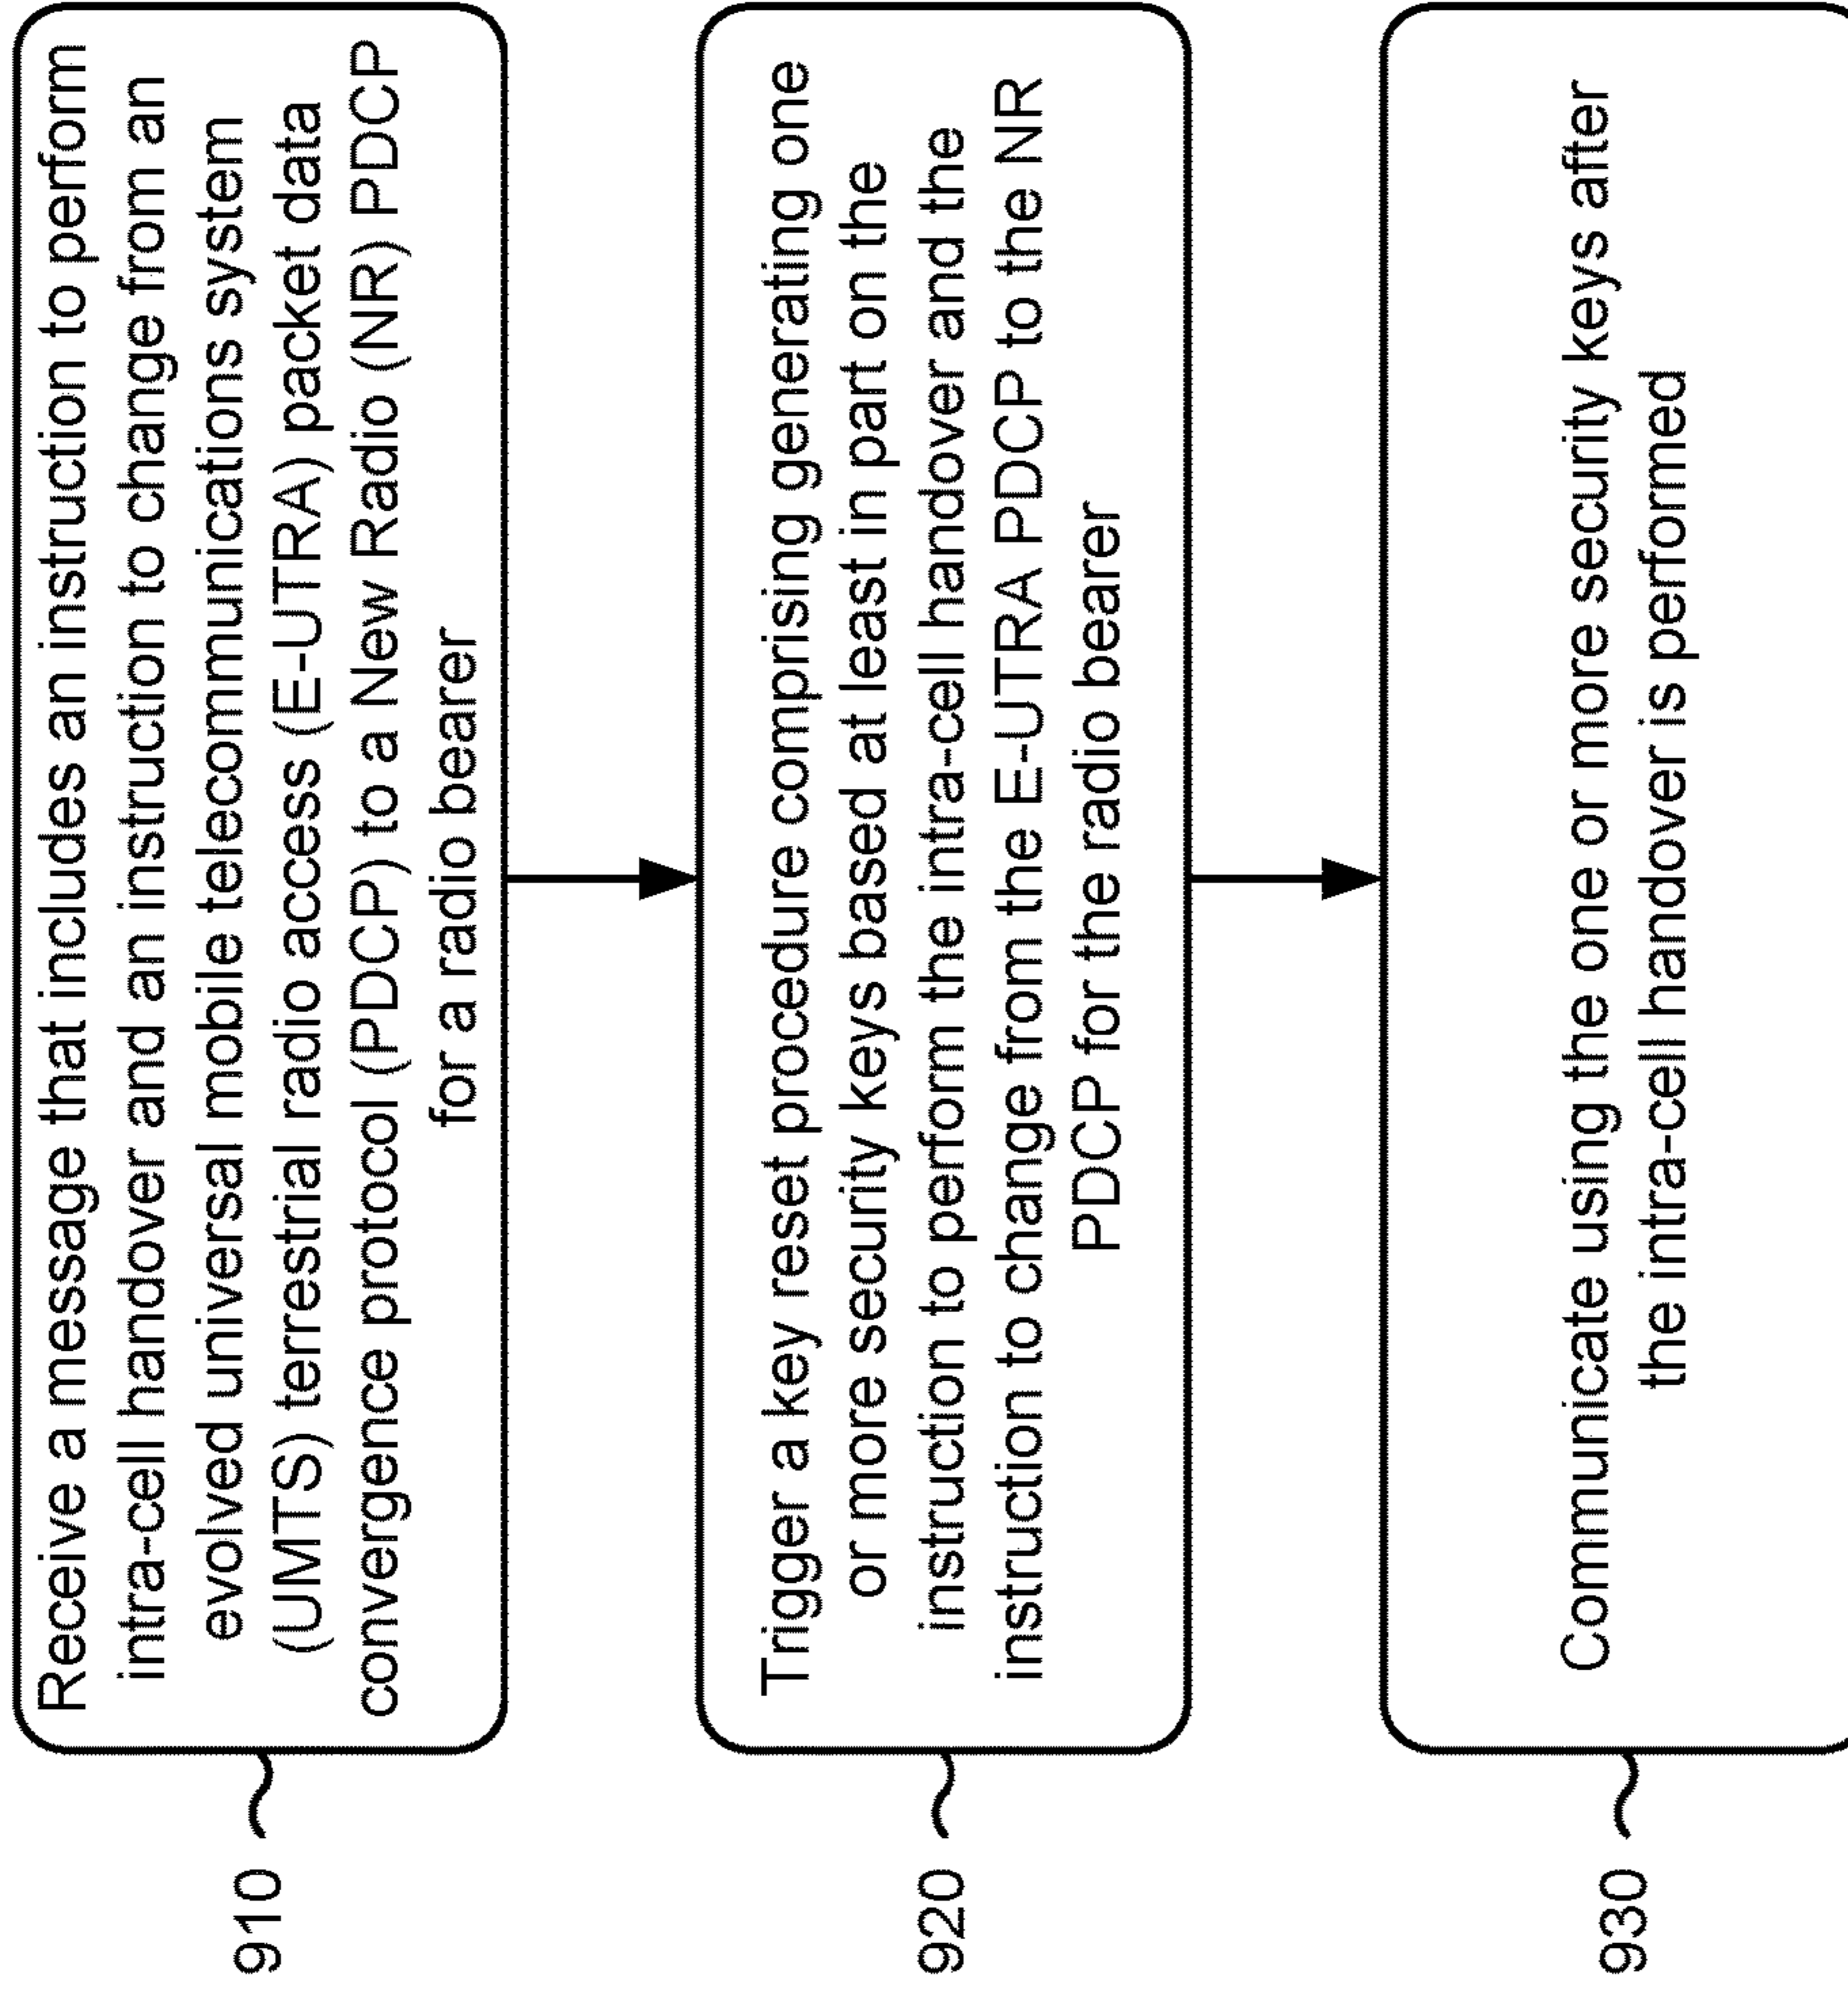 910
Receive a message that includes an instruction to perform
intra-cell handover and an instruction to change from an
evolved universal mobile telecommunications system
(UMTS) terrestrial radio access (E-UTRA) packet data
convergence protocol (PDCP) to a New Radio (NR) PDCP
for a radio bearer
920
Trigger a key reset procedure comprising generating one
or more security keys based at least in part on the
instruction to perform the intra-cell handover and the
instruction to change from the E-UTRA PDCP to the NR
PDCP for the radio bearer
930
Communicate using the one or more security keys after
the intra-cell handover is performed